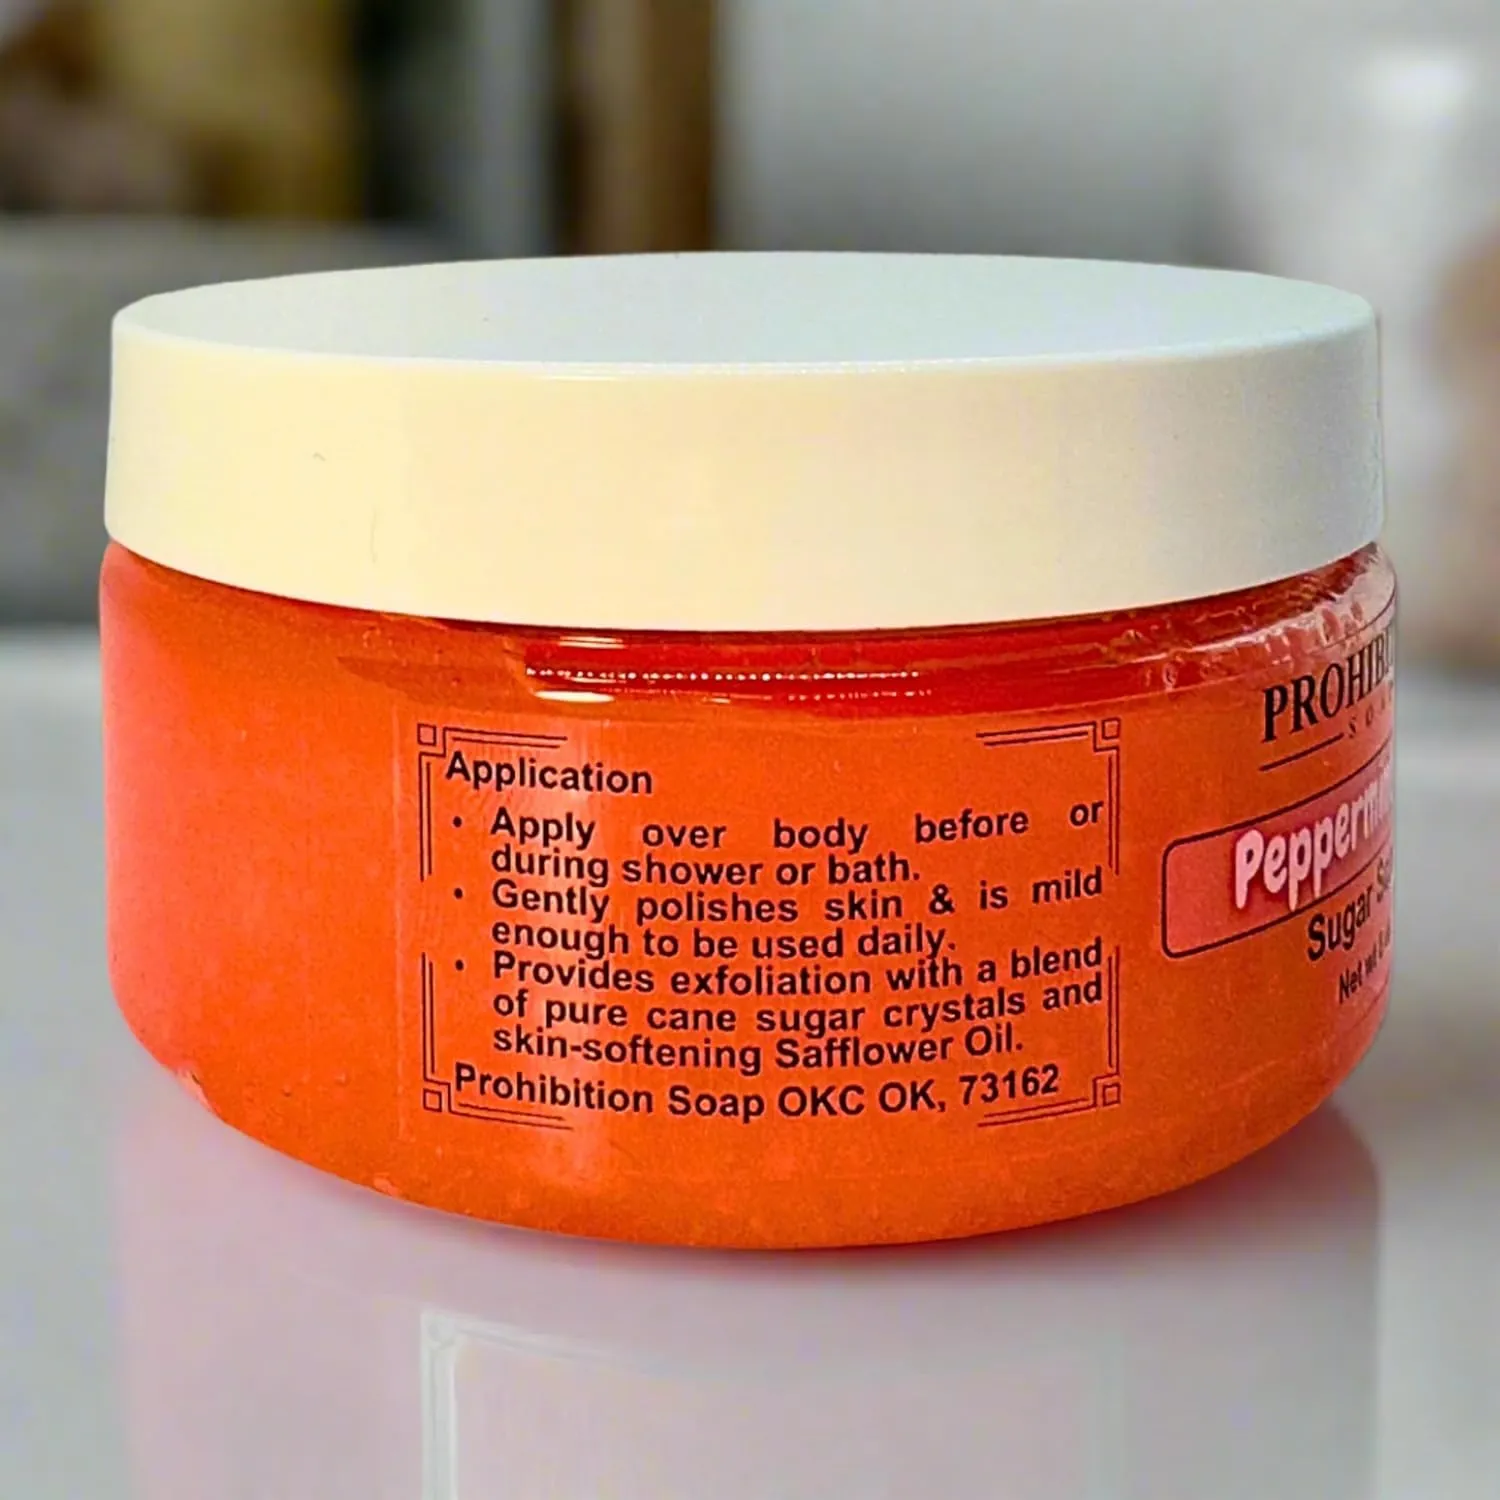 Application
• Apply over body before or
during shower or bath.
• Gently polishes skin & is mild
enough to be used daily.
• Provides exfoliation with a blend
of pure cane sugar crystals and
skin-softening Safflower Oil.
Prohibition Soap OKC OK, 73162
Sugar
Net wt